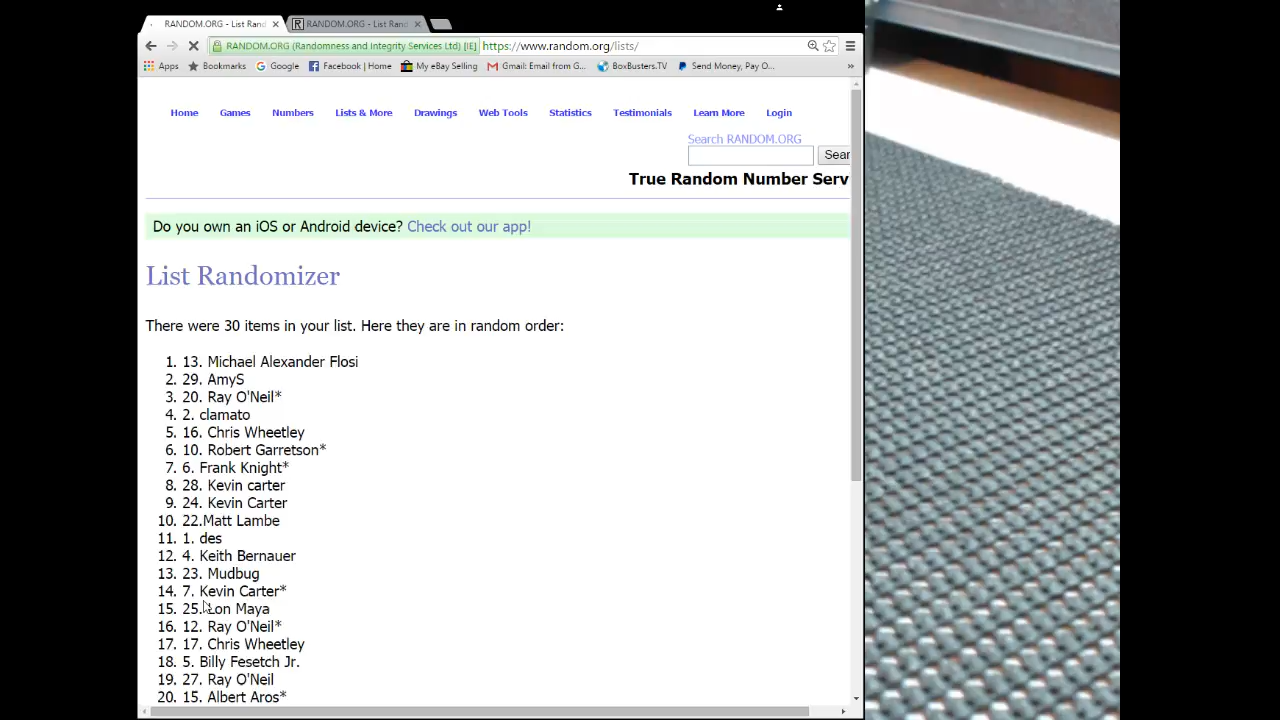 RANDOM.ORG - List Rand
RANDOM.ORG - List Rand
RANDOM.ORG (Randomness and Integrity Services Ltd) [IE] https://www.random.org/lists/
Apps Bookmarks Google Facebook | Home My eBay Selling Gmail: Email from G... BoxBusters.TV Send Money, Pay O... »
Home Games Numbers Lists & More Drawings Web Tools Statistics Testimonials Learn More Login
Search RANDOM.ORG
Sear
True Random Number Serv
Do you own an iOS or Android device? Check out our app!
List Randomizer
There were 30 items in your list. Here they are in random order:
1. 13. Michael Alexander Flosi
2. 29. AmyS
3. 20. Ray O'Neil*
4. 2. clamato
5. 16. Chris Wheetley
6. 10. Robert Garretson*
7. 6. Frank Knight*
8. 28. Kevin carter
9. 24. Kevin Carter
10. 22.Matt Lambe
11. 1. des
12. 4. Keith Bernauer
13. 23. Mudbug
14. 7. Kevin Carter*
15. 25. Lon Maya
16. 12. Ray O'Neil*
17. 17. Chris Wheetley
18. 5. Billy Fesetch Jr.
19. 27. Ray O'Neil
20. 15. Albert Aros*